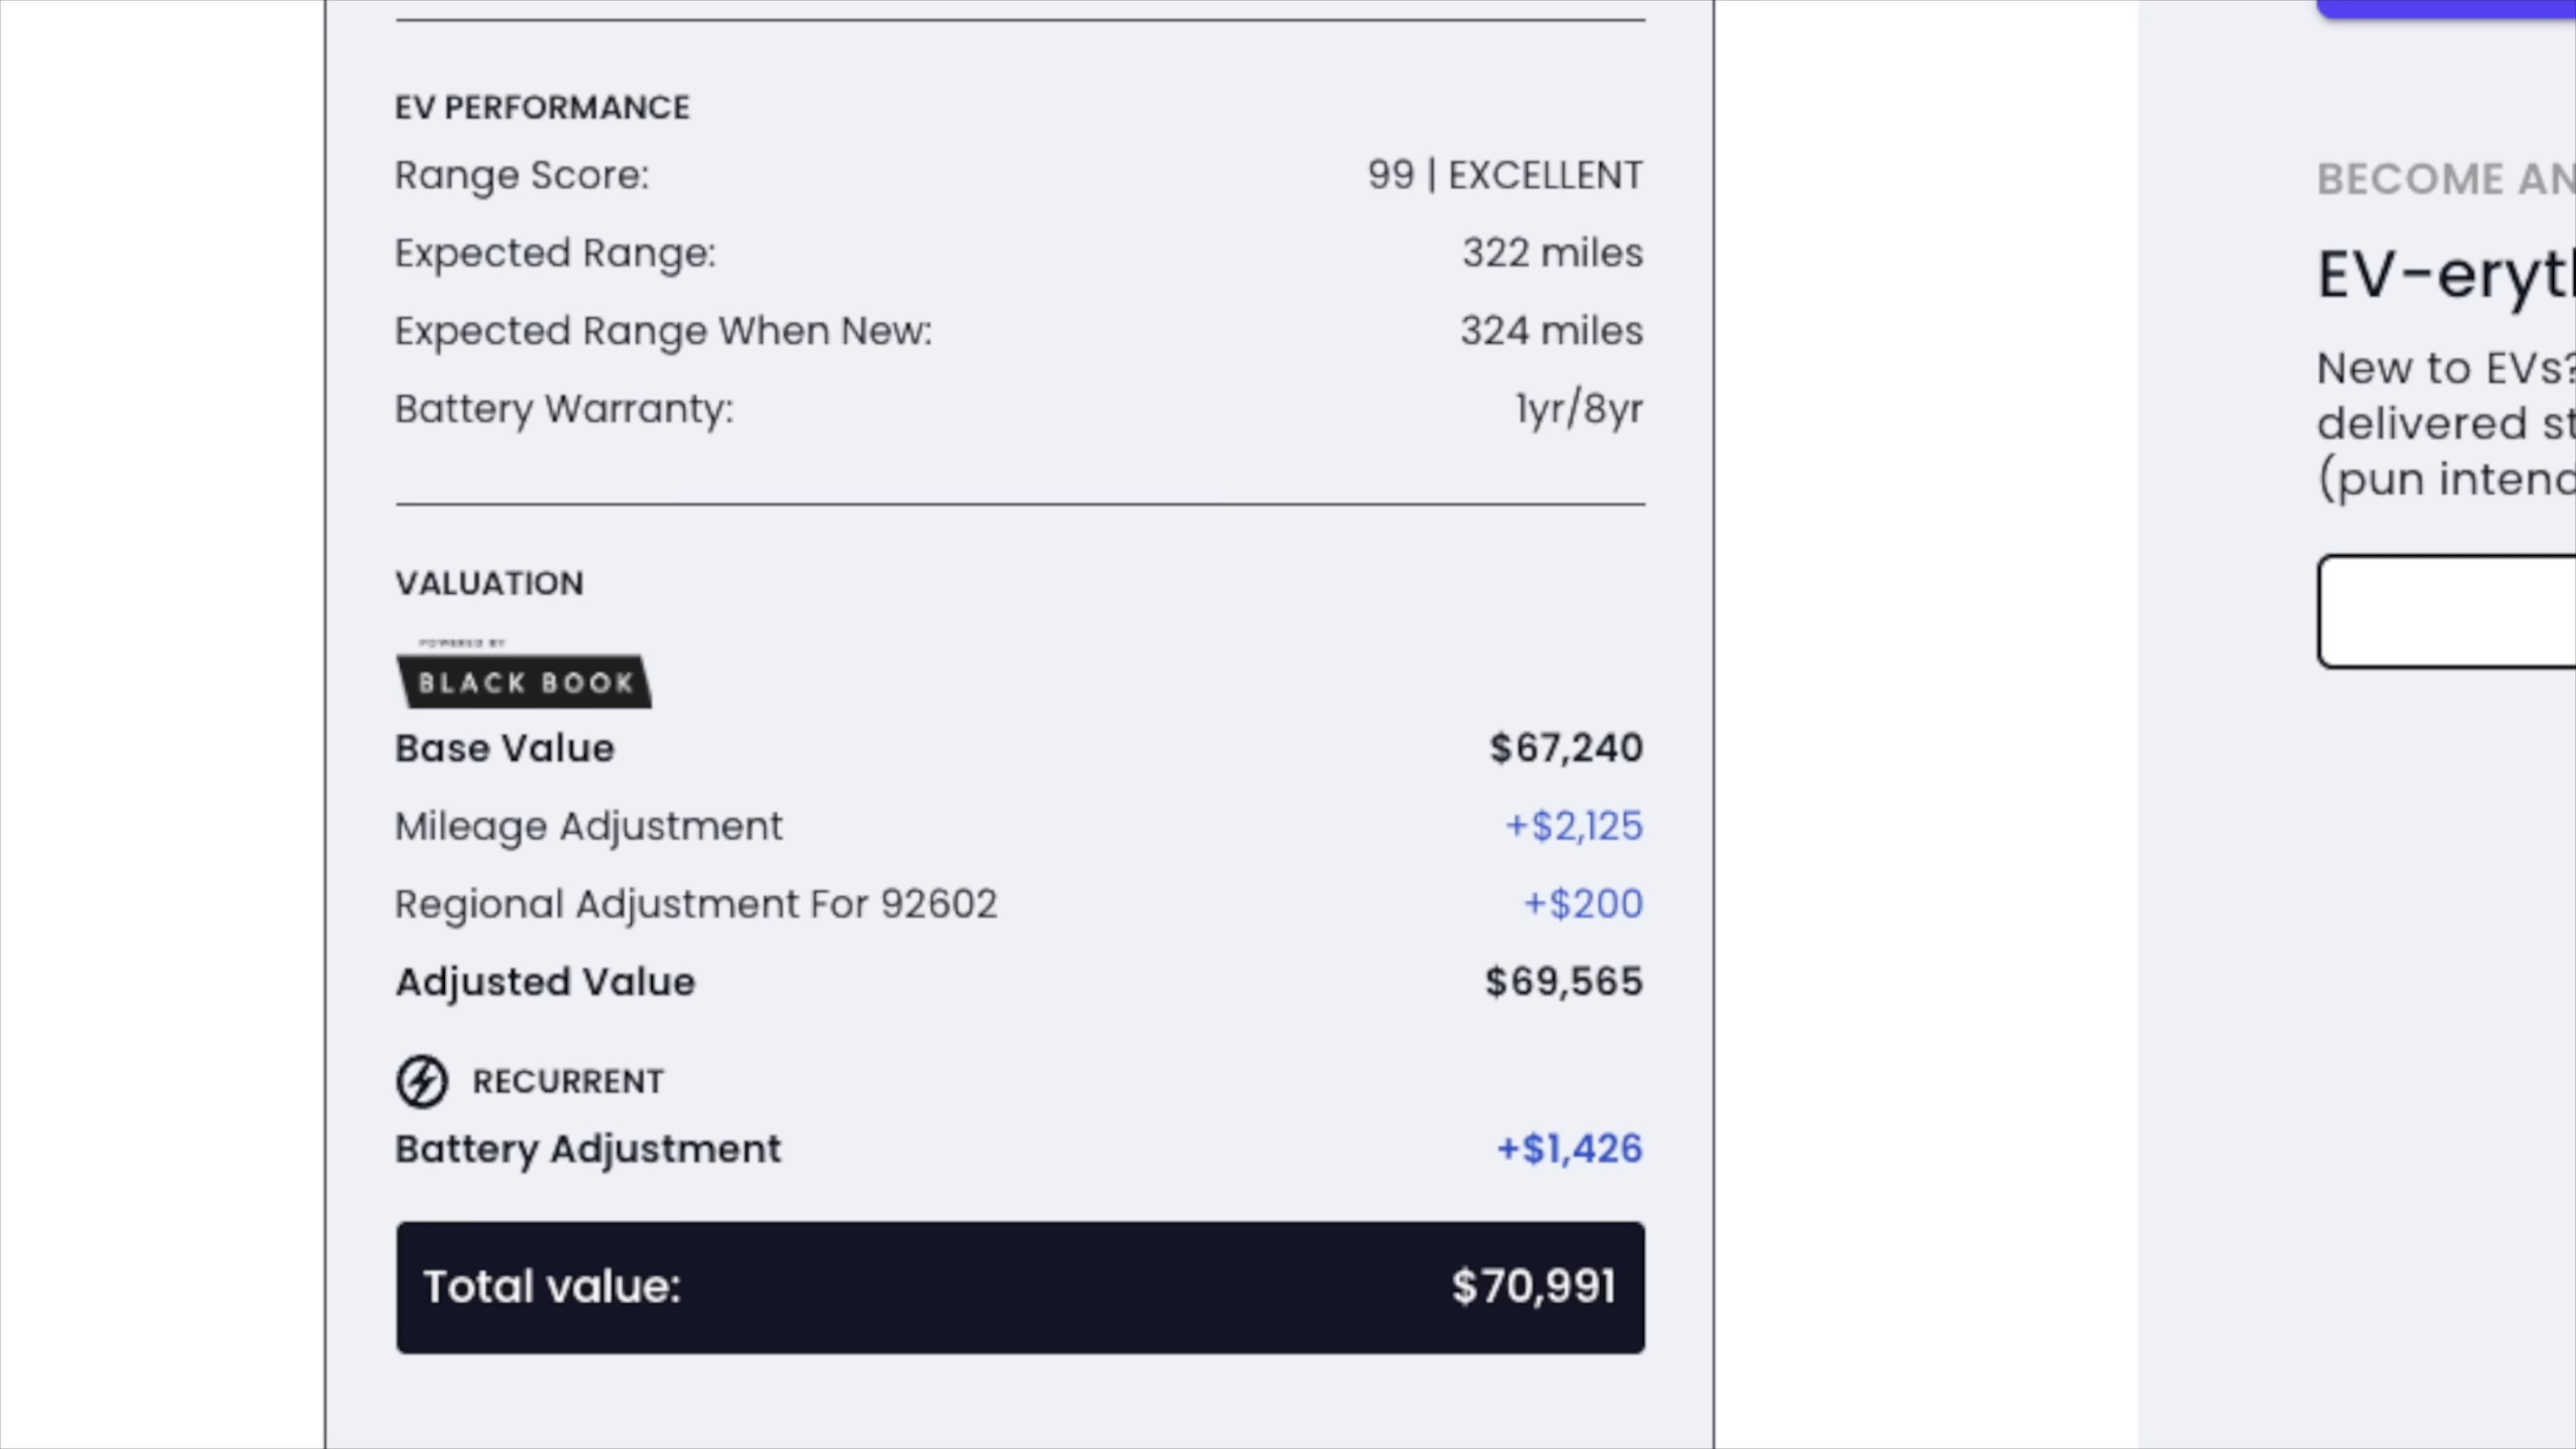 EV PERFORMANCE
Range Score: 99 | EXCELLENT
Expected Range: 322 miles
Expected Range When New: 324 miles
Battery Warranty: 1yr/8yr
VALUATION
POWERED BY
BLACK BOOK
Base Value $67,240
Mileage Adjustment +$2,125
Regional Adjustment For 92602 +$200
Adjusted Value $69,565
RECURRENT
Battery Adjustment +$1,426
Total value: $70,991
BECOME AN
EV-eryt
New to EVs?
delivered st
(pun intend